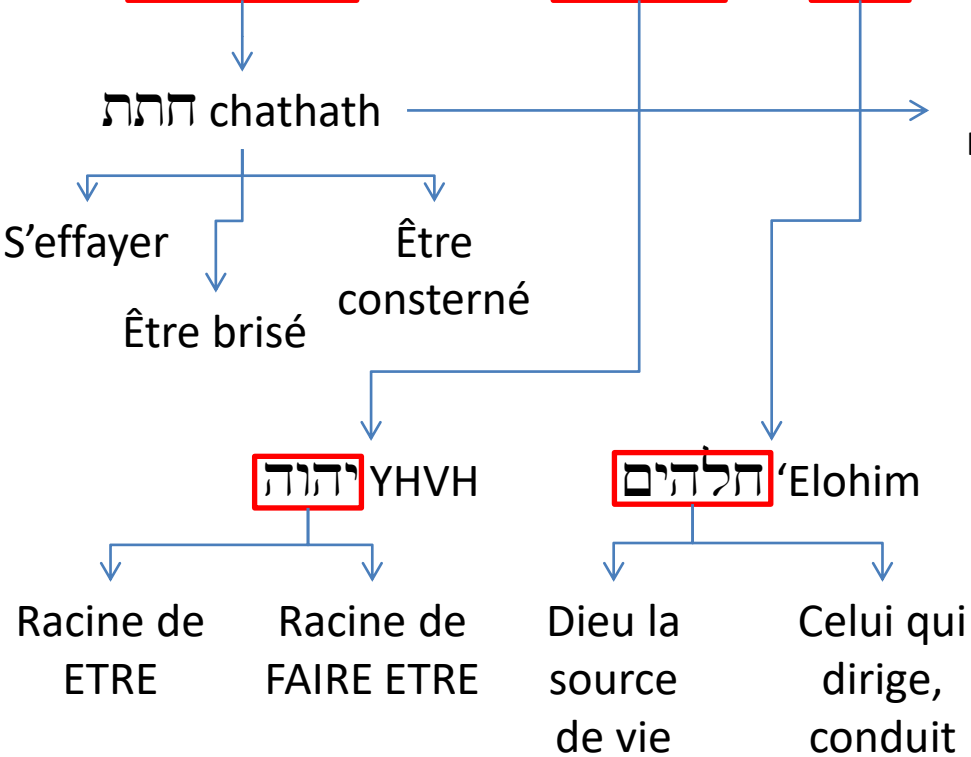 חתת chathath
S'effayer
Être consterné
Être brisé
יהוה YHVH
חלהים ‘Elohim
Racine de
ETRE
Racine de
FAIRE ETRE
Dieu la
source
de vie
Celui qui
dirige,
conduit